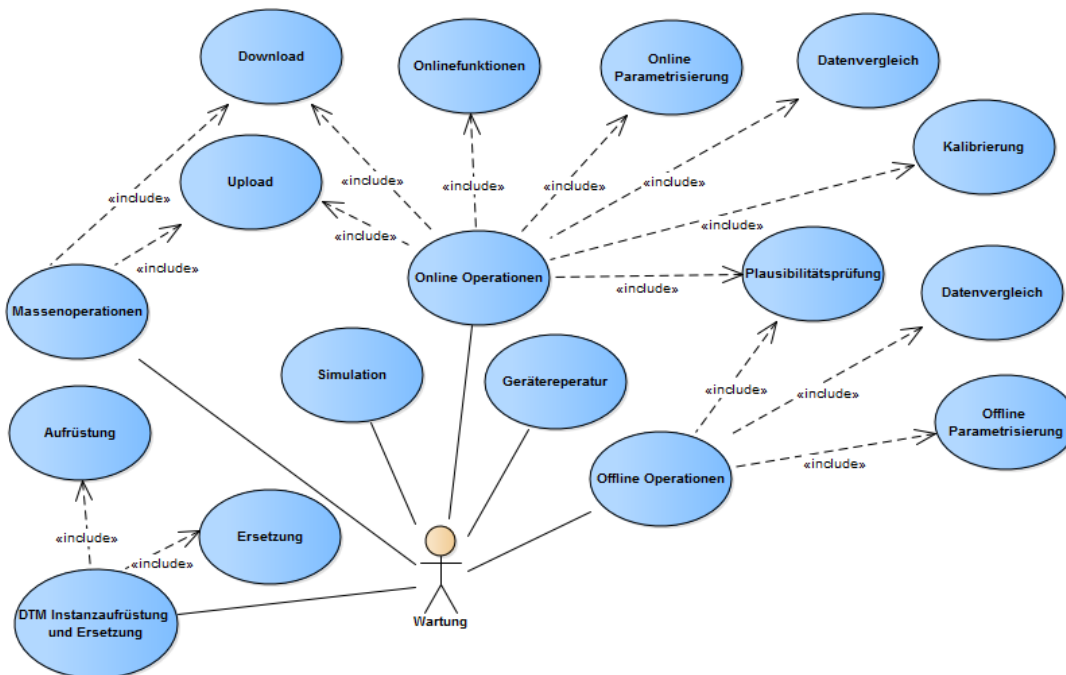 Download
Onlinefunktionen
Online
Parametrisierung
Datenvergleich
Kalibrierung
Upload
«include»
«include»
«include»
«include»
«include»
«include»
«include»
«include»
«include»
Massenoperationen
Online Operationen
«include»
Plausibilitätsprüfung
Datenvergleich
Simulation
Gerätereperatur
«include»
«include»
Aufrüstung
Offline
Parametrisierung
«include»
Offline Operationen
«include»
Ersetzung
«include»
DTM Instanzaufrüstung
und Ersetzung
Wartung